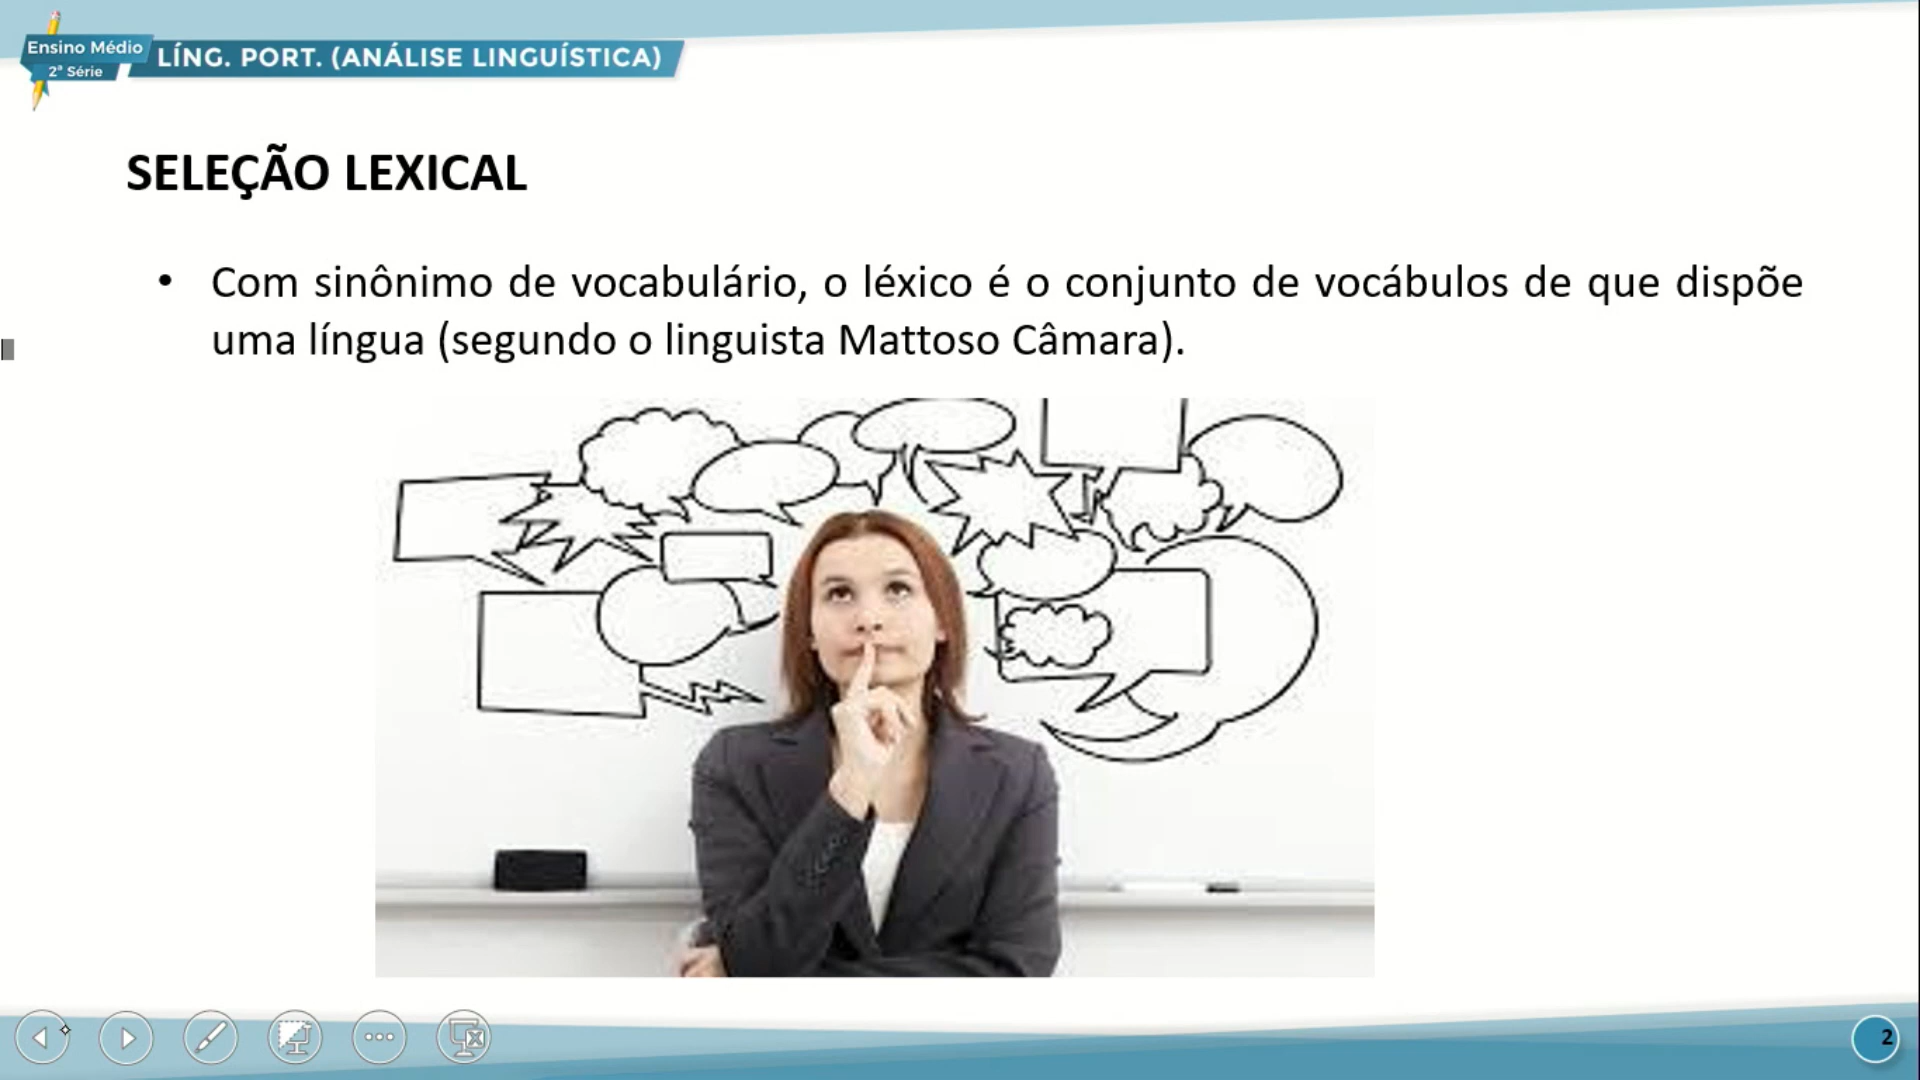 Ensino Médio
2ª Série
LÍNG. PORT. (ANÁLISE LINGUÍSTICA)
SELEÇÃO LEXICAL
• Com sinônimo de vocabulário, o léxico é o conjunto de vocábulos de que dispõe
uma língua (segundo o linguista Mattoso Câmara).
2